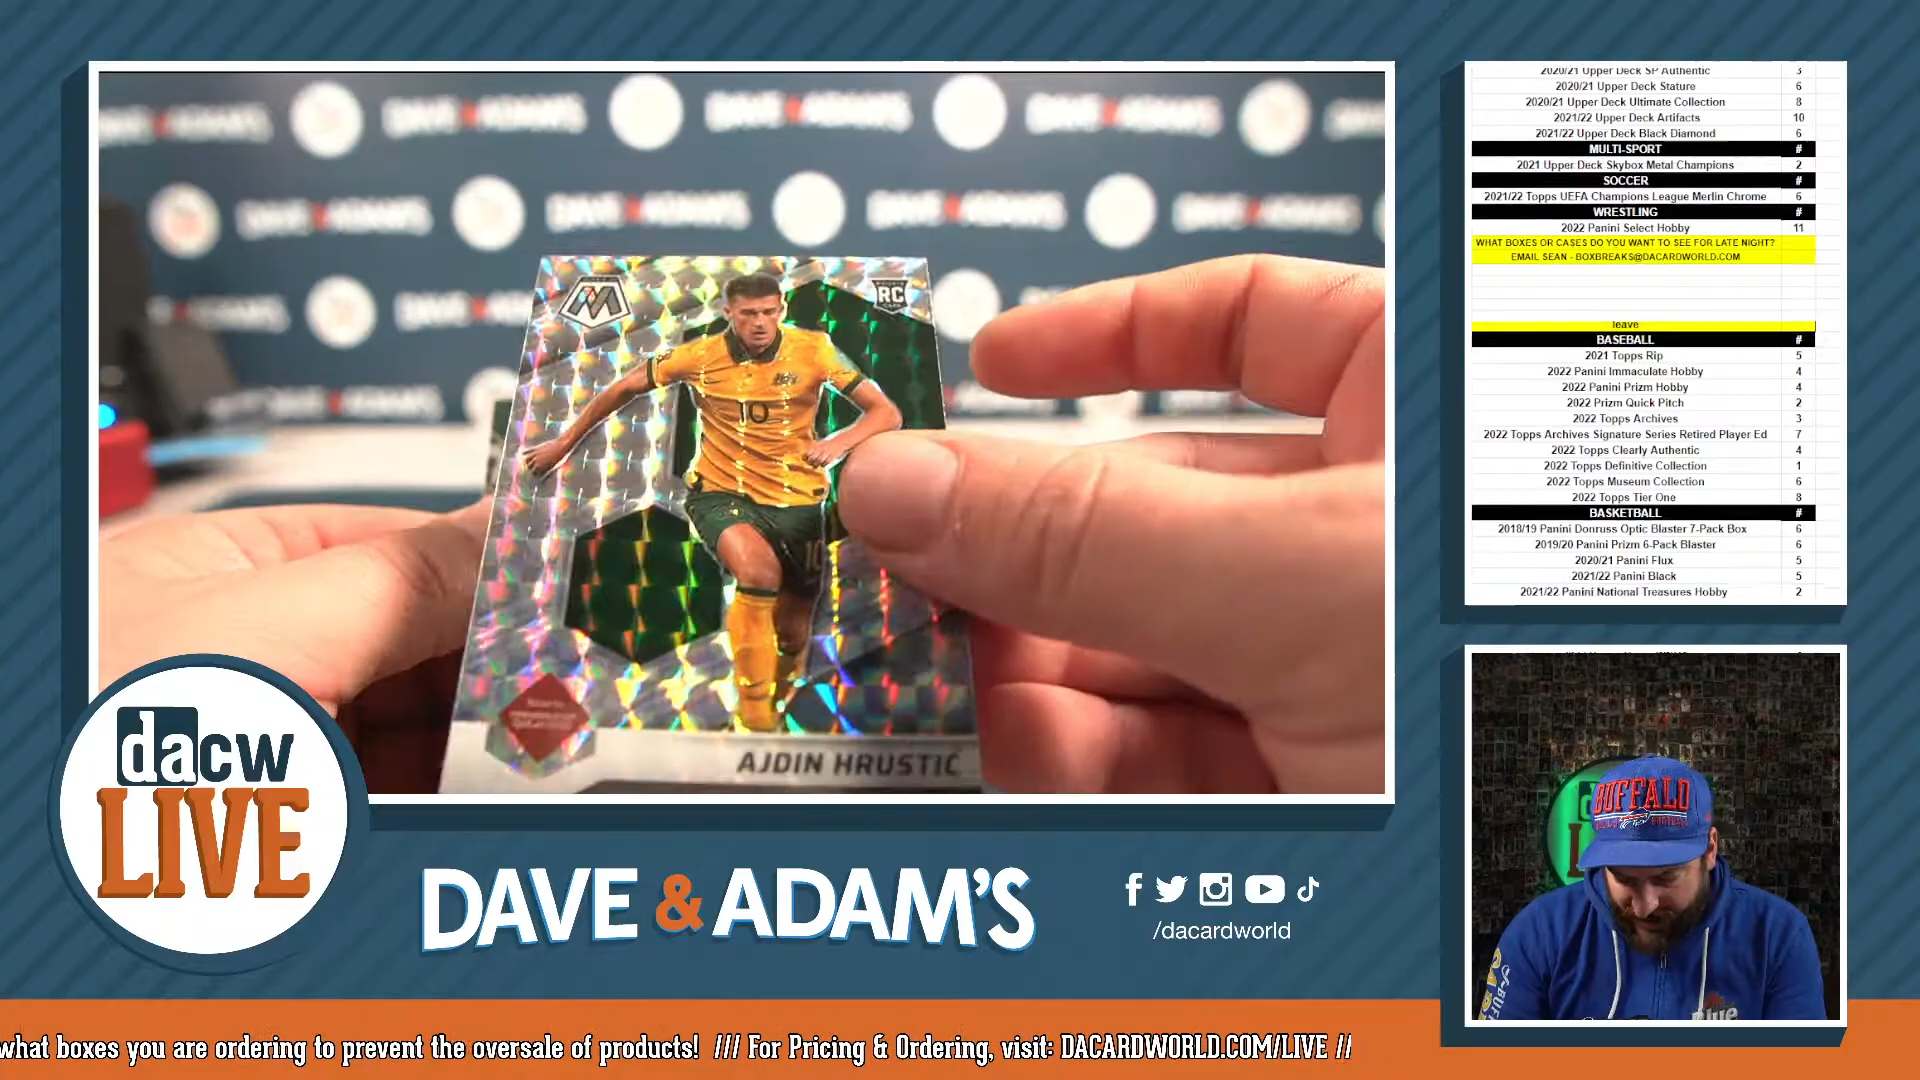 DAVE & ADAM'S
RC
10
AJDIN HRUSTIC
dacw
LIVE
DAVE & ADAM'S
/dacardworld
what boxes you are ordering to prevent the oversale of products! /// For Pricing & Ordering, visit: DACARDWORLD.COM/LIVE //
2020/21 Upper Deck SP Authentic 3
2020/21 Upper Deck Stature 6
2020/21 Upper Deck Ultimate Collection 8
2021/22 Upper Deck Artifacts 10
2021/22 Upper Deck Black Diamond 6
MULTI-SPORT #
2021 Upper Deck Skybox Metal Champions 2
SOCCER #
2021/22 Topps UEFA Champions League Merlin Chrome 6
WRESTLING #
2022 Panini Select Hobby 11
WHAT BOXES OR CASES DO YOU WANT TO SEE FOR LATE NIGHT?
EMAIL SEAN - BOXBREAKS@DACARDWORLD.COM
leave
BASEBALL #
2021 Topps Rip 5
2022 Panini Immaculate Hobby 4
2022 Panini Prizm Hobby 4
2022 Prizm Quick Pitch 2
2022 Topps Archives 3
2022 Topps Archives Signature Series Retired Player Ed 7
2022 Topps Clearly Authentic 4
2022 Topps Definitive Collection 1
2022 Topps Museum Collection 6
2022 Topps Tier One 8
BASKETBALL #
2018/19 Panini Donruss Optic Blaster 7-Pack Box 6
2019/20 Panini Prizm 6-Pack Blaster 6
2020/21 Panini Flux 5
2021/22 Panini Black 5
2021/22 Panini National Treasures Hobby 2
BUFFALO